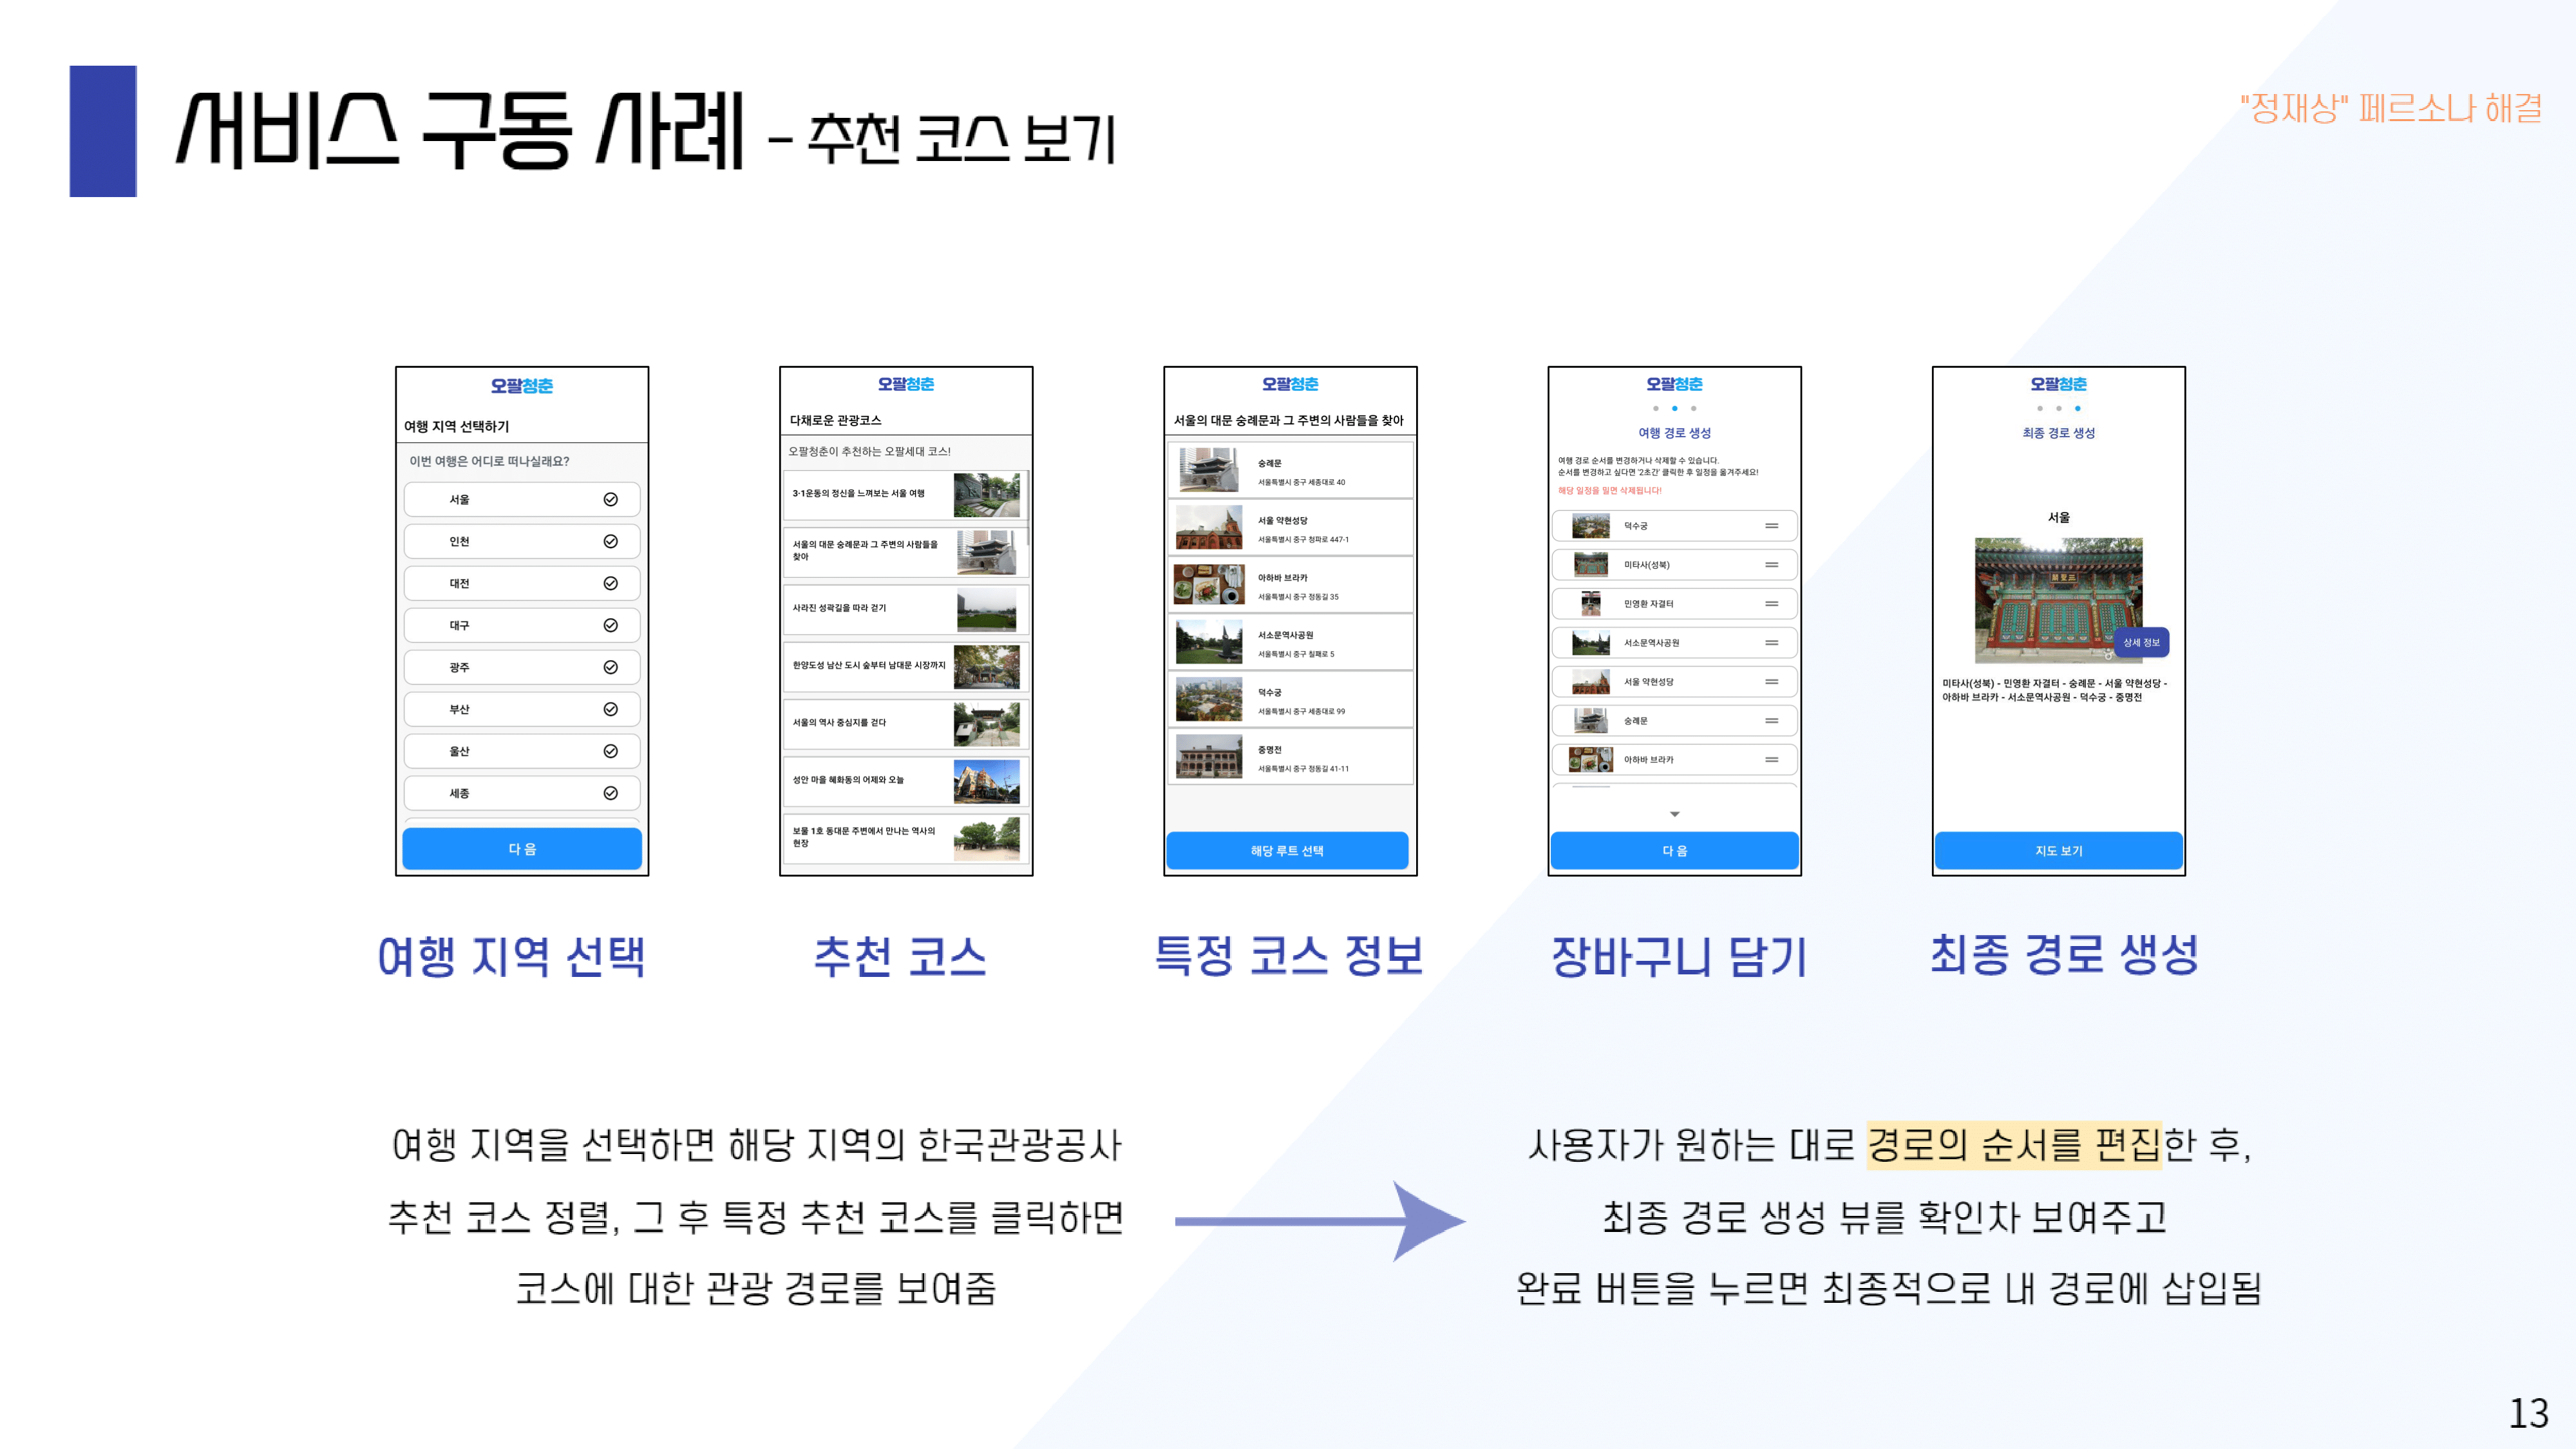 서비스 구동 사례 - 추천 코스 보기
"정재상" 페르소나 해결
오팔청춘
여행 지역 선택하기
이번 여행은 어디로 떠나실래요?
서울
인천
대전
대구
광주
부산
울산
세종
다 음
오팔청춘
다채로운 관광코스
오팔청춘이 추천하는 오팔세대 코스!
3·1운동의 정신을 느껴보는 서울 여행
서울의 대문 숭례문과 그 주변의 사람들을
찾아
사라진 성곽길을 따라 걷기
한양도성 남산 도시 숲부터 남대문 시장까지
서울의 역사 중심지를 걷다
성안 마을 혜화동의 어제와 오늘
보물 1호 동대문 주변에서 만나는 역사의
현장
오팔청춘
서울의 대문 숭례문과 그 주변의 사람들을 찾아
숭례문
서울특별시 중구 세종대로 40
서울 약현성당
서울특별시 중구 청파로 447-1
아하바 브라카
서울특별시 중구 정동길 35
서소문역사공원
서울특별시 중구 칠패로 5
덕수궁
서울특별시 중구 세종대로 99
중명전
서울특별시 중구 정동길 41-11
해당 루트 선택
오팔청춘
여행 경로 생성
여행 경로 순서를 변경하거나 삭제할 수 있습니다.
순서를 변경하고 싶다면 '2초간' 클릭한 후 일정을 옮겨주세요!
해당 일정을 밀면 삭제됩니다!
덕수궁
미타사(성북)
민영환 자결터
서소문역사공원
서울 약현성당
숭례문
아하바 브라카
다 음
오팔청춘
최종 경로 생성
서울
상세 정보
미타사(성북) - 민영환 자결터 - 숭례문 - 서울 약현성당 -
아하바 브라카 - 서소문역사공원 - 덕수궁 - 중명전
지도 보기
여행 지역 선택
추천 코스
특정 코스 정보
장바구니 담기
최종 경로 생성
여행 지역을 선택하면 해당 지역의 한국관광공사
추천 코스 정렬, 그 후 특정 추천 코스를 클릭하면
코스에 대한 관광 경로를 보여줌
사용자가 원하는 대로 경로의 순서를 편집한 후,
최종 경로 생성 뷰를 확인차 보여주고
완료 버튼을 누르면 최종적으로 내 경로에 삽입됨
13